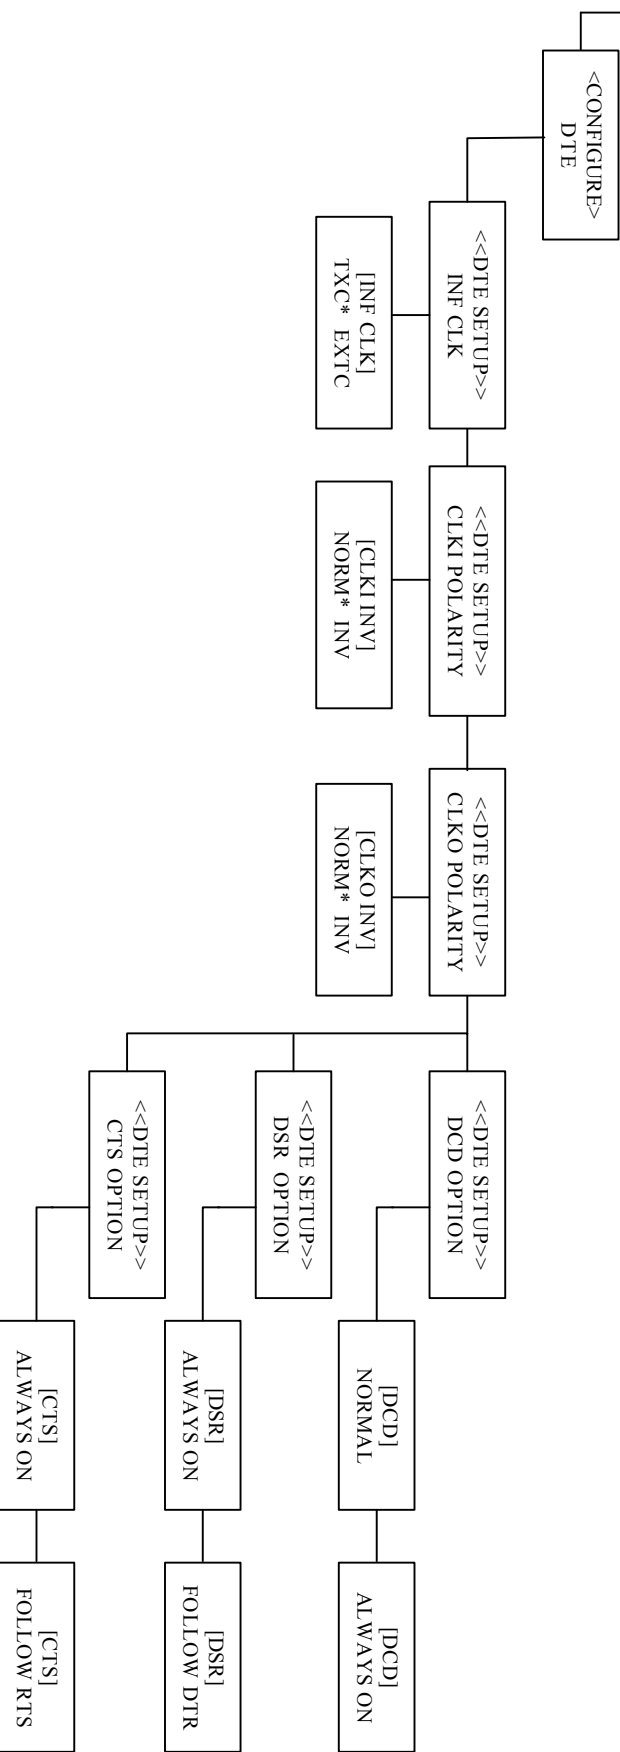 <CONFIGURE>
DTE
<<DTE SETUP>>
INF CLK
[INF CLK]
TXC* EXTC
<<DTE SETUP>>
CLKI POLARITY
[CLKI INV]
NORM* INV
<<DTE SETUP>>
CLKO POLARITY
[CLKO INV]
NORM* INV
<<DTE SETUP>>
DCD OPTION
[DCD]
NORMAL
[DCD]
ALWAYS ON
<<DTE SETUP>>
DSR OPTION
[DSR]
ALWAYS ON
[DSR]
FOLLOW DTR
<<DTE SETUP>>
CTS OPTION
[CTS]
ALWAYS ON
[CTS]
FOLLOW RTS